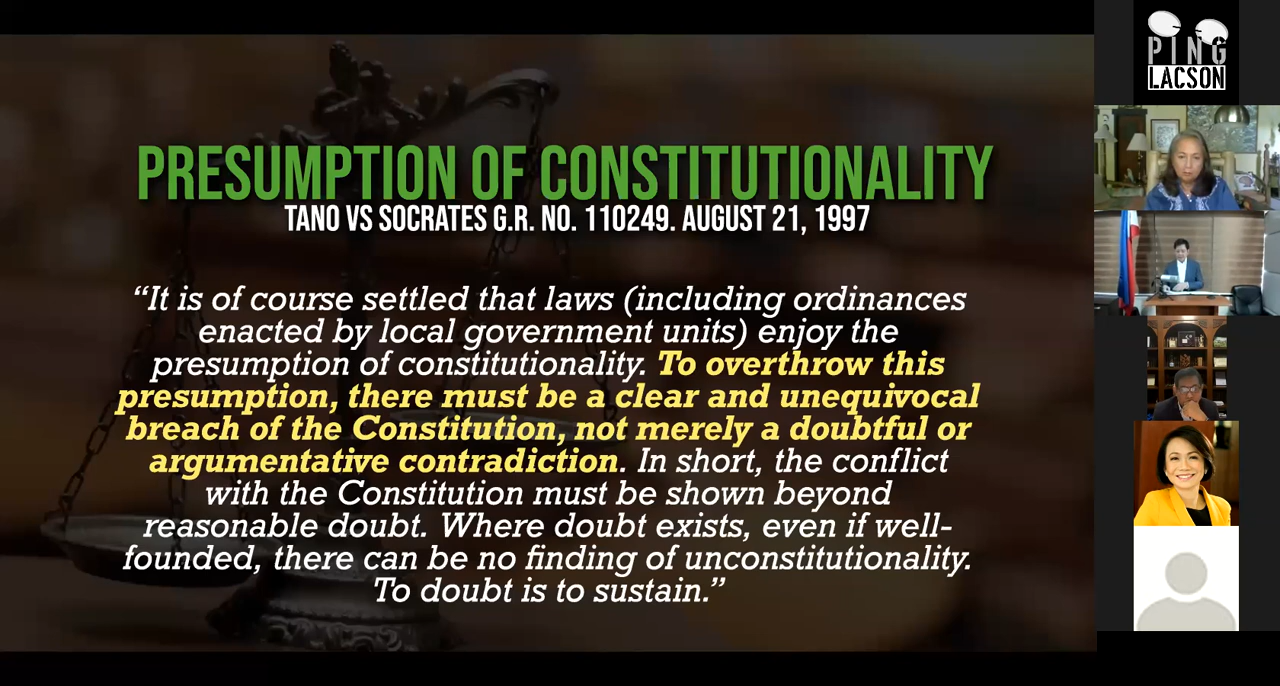 PRESUMPTION OF CONSTITUTIONALITY
TANO VS SOCRATES G.R. NO. 110249. AUGUST 21, 1997
“It is of course settled that laws (including ordinances
enacted by local government units) enjoy the
presumption of constitutionality. To overthrow this
presumption, there must be a clear and unequivocal
breach of the Constitution, not merely a doubtful or
argumentative contradiction. In short, the conflict
with the Constitution must be shown beyond
reasonable doubt. Where doubt exists, even if well-
founded, there can be no finding of unconstitutionality.
To doubt is to sustain.”
PING
LACSON